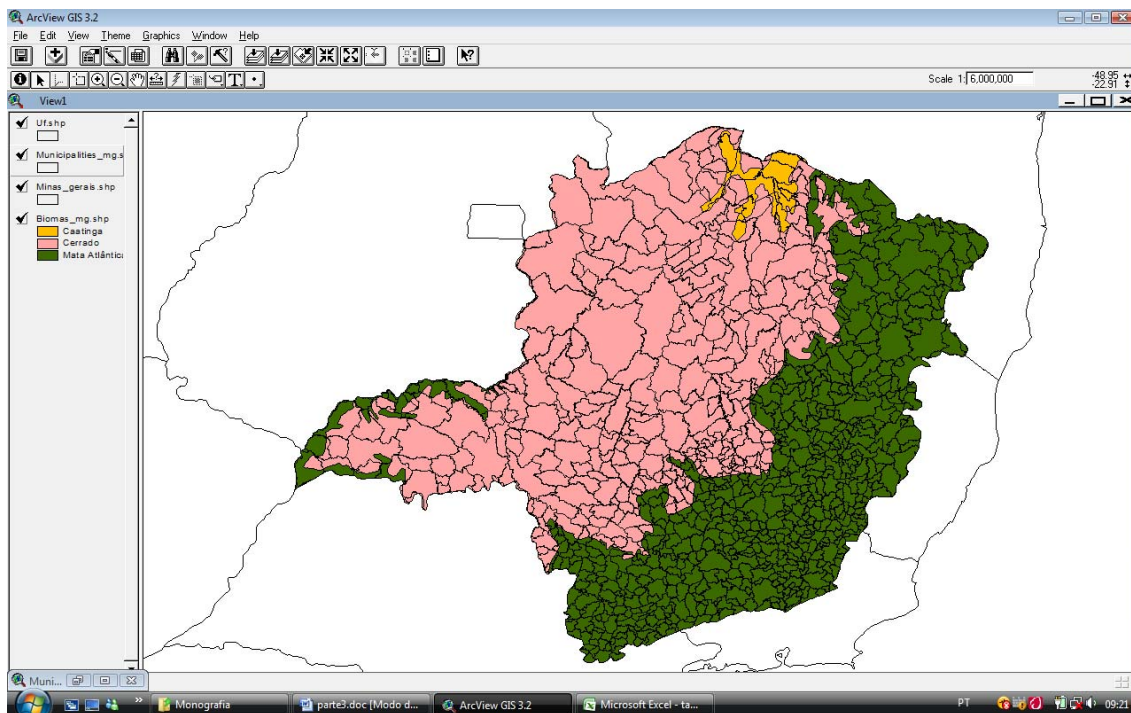 ArcView GIS 3.2
File Edit View Theme Graphics Window Help
Scale 1: 6,000,000
-48.95
-22.91
View1
Uf.shp
Municipalities_mg.s
Minas_gerais.shp
Biomas_mg.shp
Caatinga
Cerrado
Mata Atlântica
Muni...
Monografia
parte3.doc [Modo d...
ArcView GIS 3.2
Microsoft Excel - ta...
PT
09:21